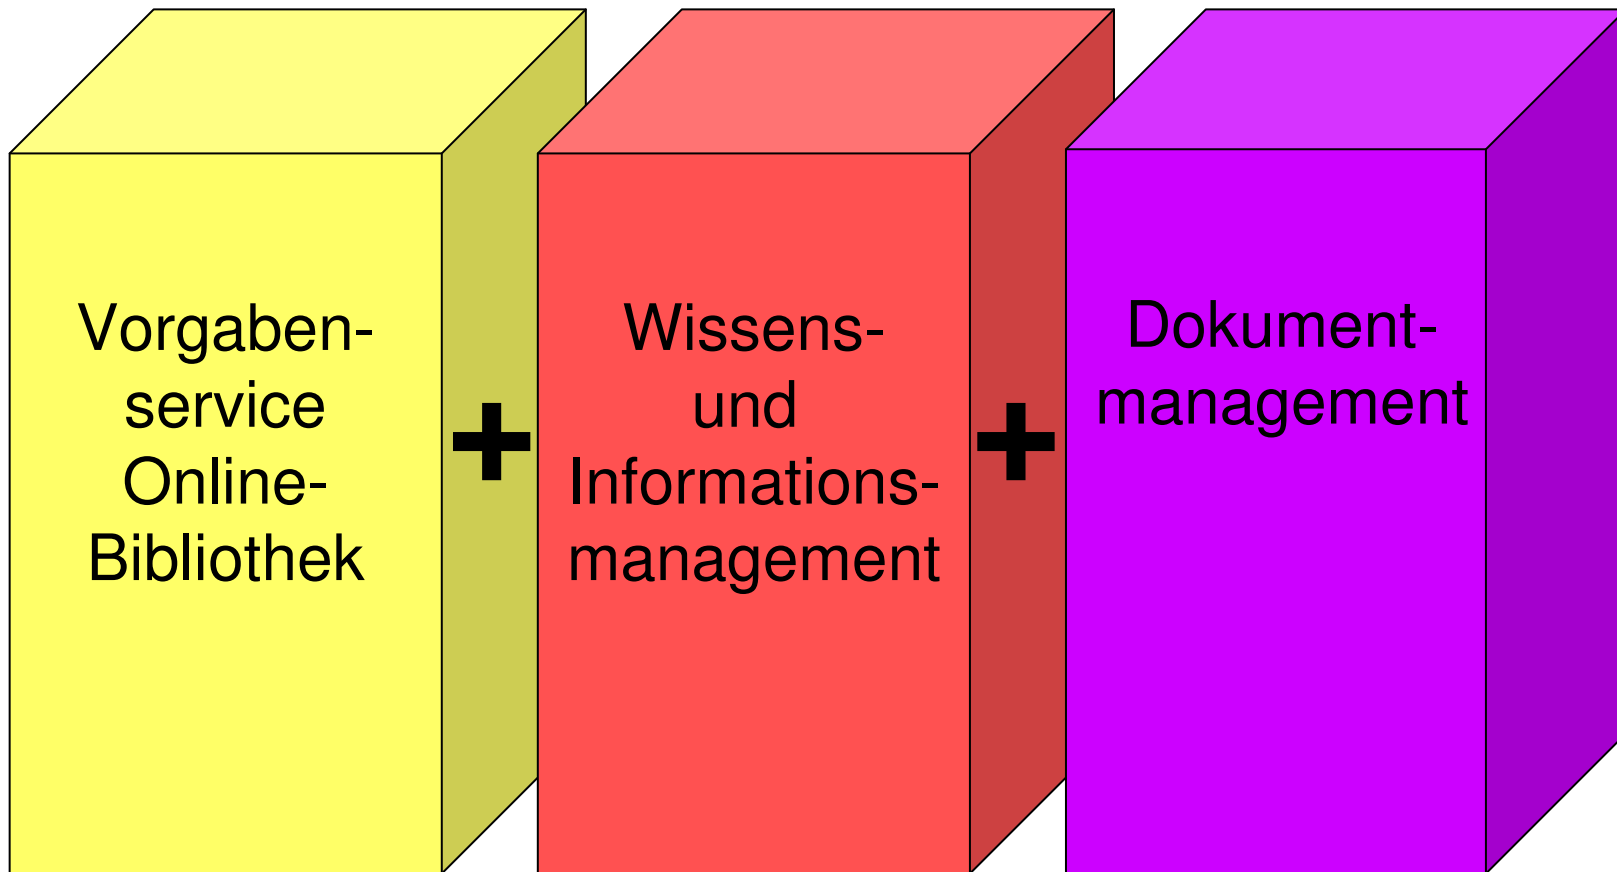 Vorgaben-
service
Online-
Bibliothek
+
Wissens-
und
Informations-
management
+
Dokument-
management